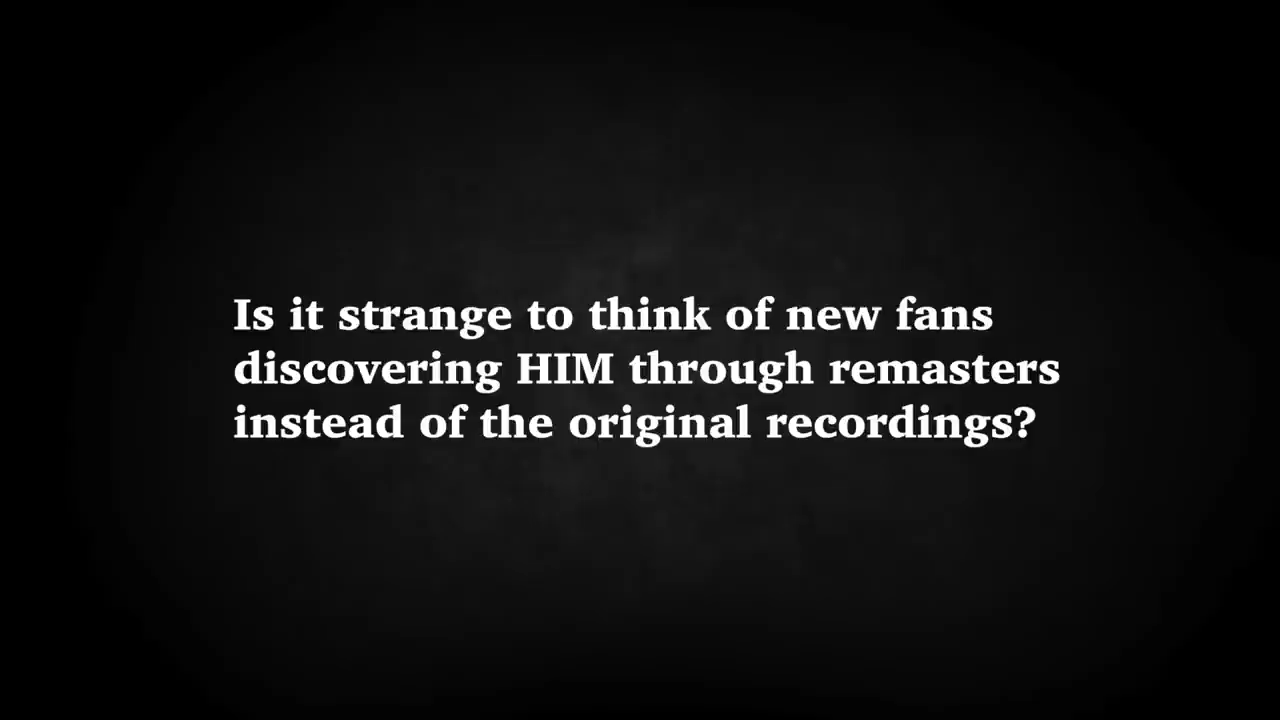 Is it strange to think of new fans
discovering HIM through remasters
instead of the original recordings?